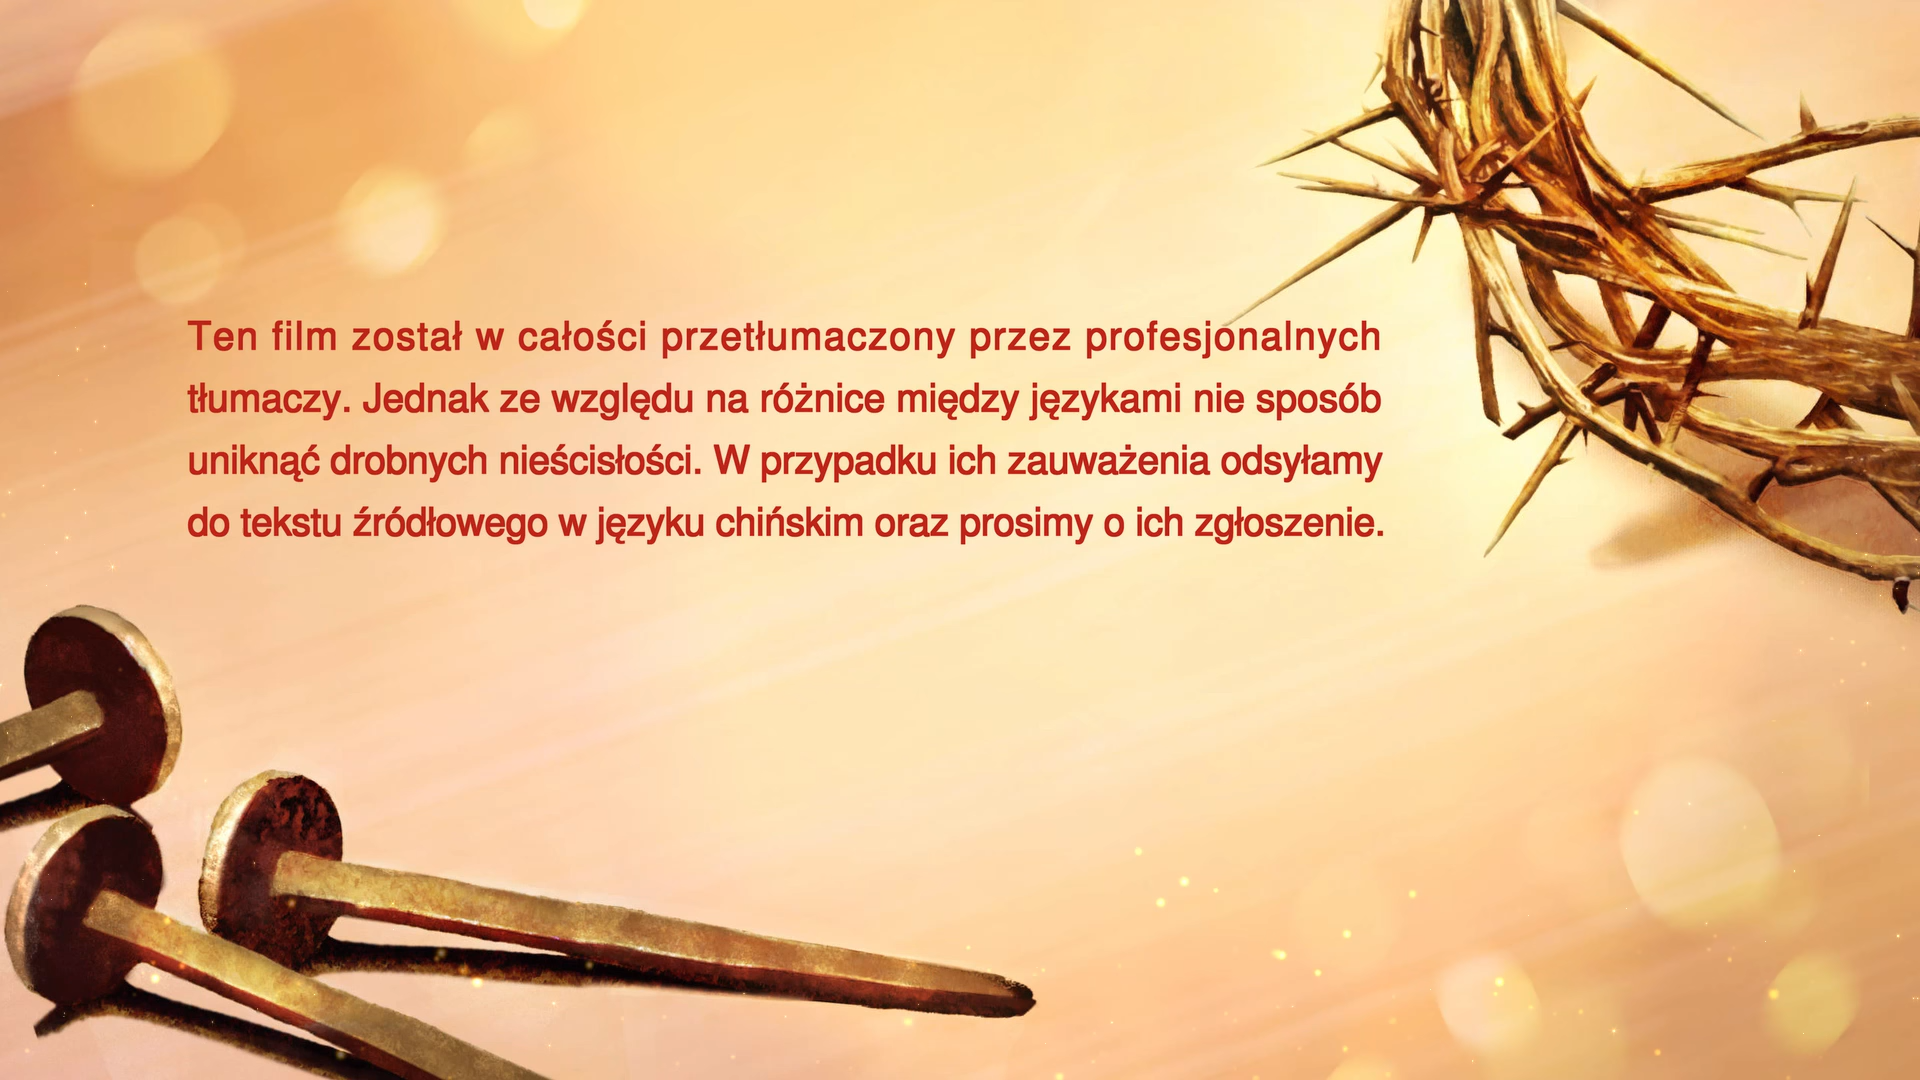 Ten film został w całości przetłumaczony przez profesjonalnych
tłumaczy. Jednak ze względu na różnice między językami nie sposób
uniknąć drobnych nieścisłości. W przypadku ich zauważenia odsyłamy
do tekstu źródłowego w języku chińskim oraz prosimy o ich zgłoszenie.